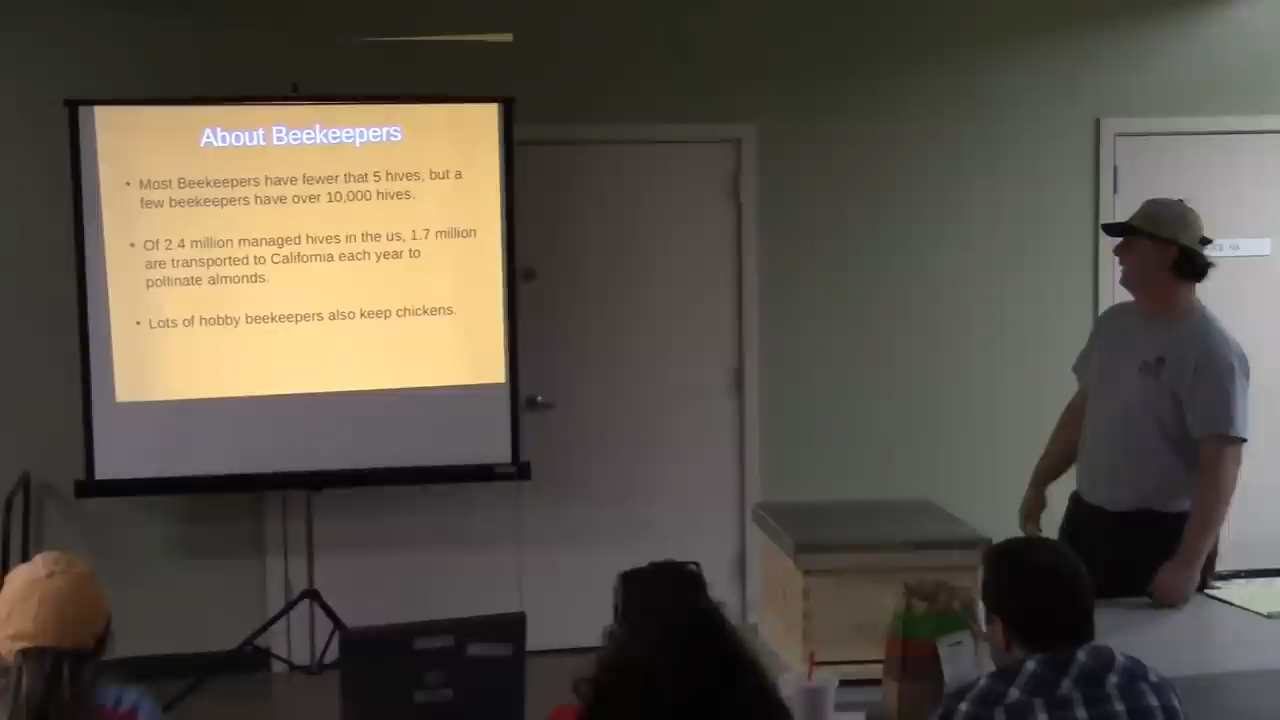 About Beekeepers
• Most Beekeepers have fewer that 5 hives, but a
few beekeepers have over 10,000 hives.
• Of 2.4 million managed hives in the us, 1.7 million
are transported to California each year to
pollinate almonds.
• Lots of hobby beekeepers also keep chickens.